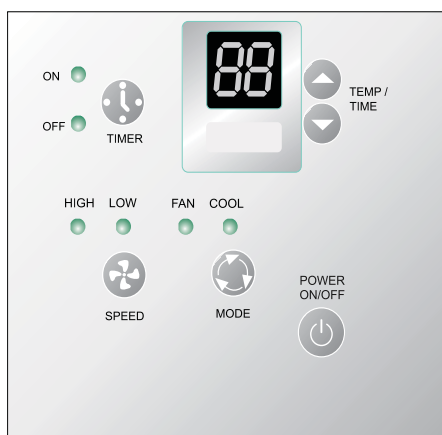 88
ON
TEMP /
TIME
OFF
TIMER
HIGH LOW FAN COOL
SPEED MODE
POWER
ON/OFF